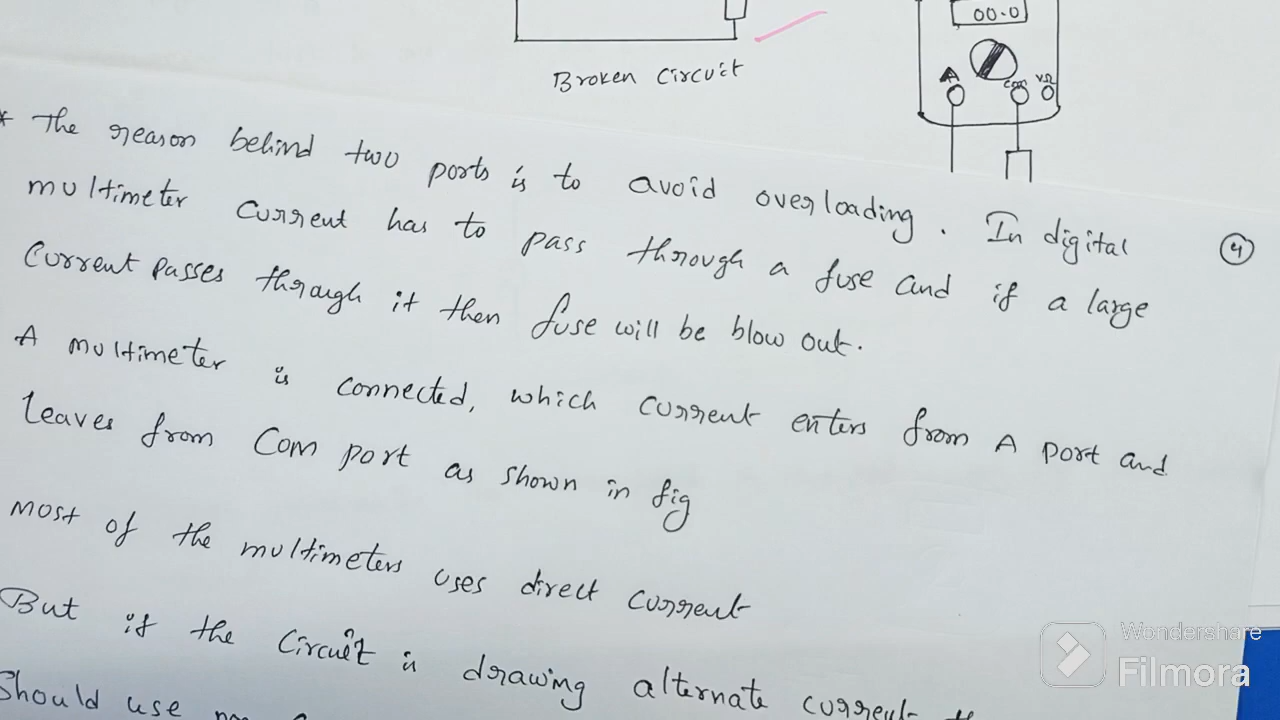 00.0
A com VΩ
Broken Circuit
* The reason behind two ports is to avoid overloading. In digital
multimeter current has to pass through a fuse and if a large
Current passes through it then fuse will be blow out.
4
A multimeter is connected, which current enters from A port and
leaves from Com port as shown in fig
most of the multimeters uses direct current
But if the Circuit is drawing alternate current
Should use
Wondershare
Filmora